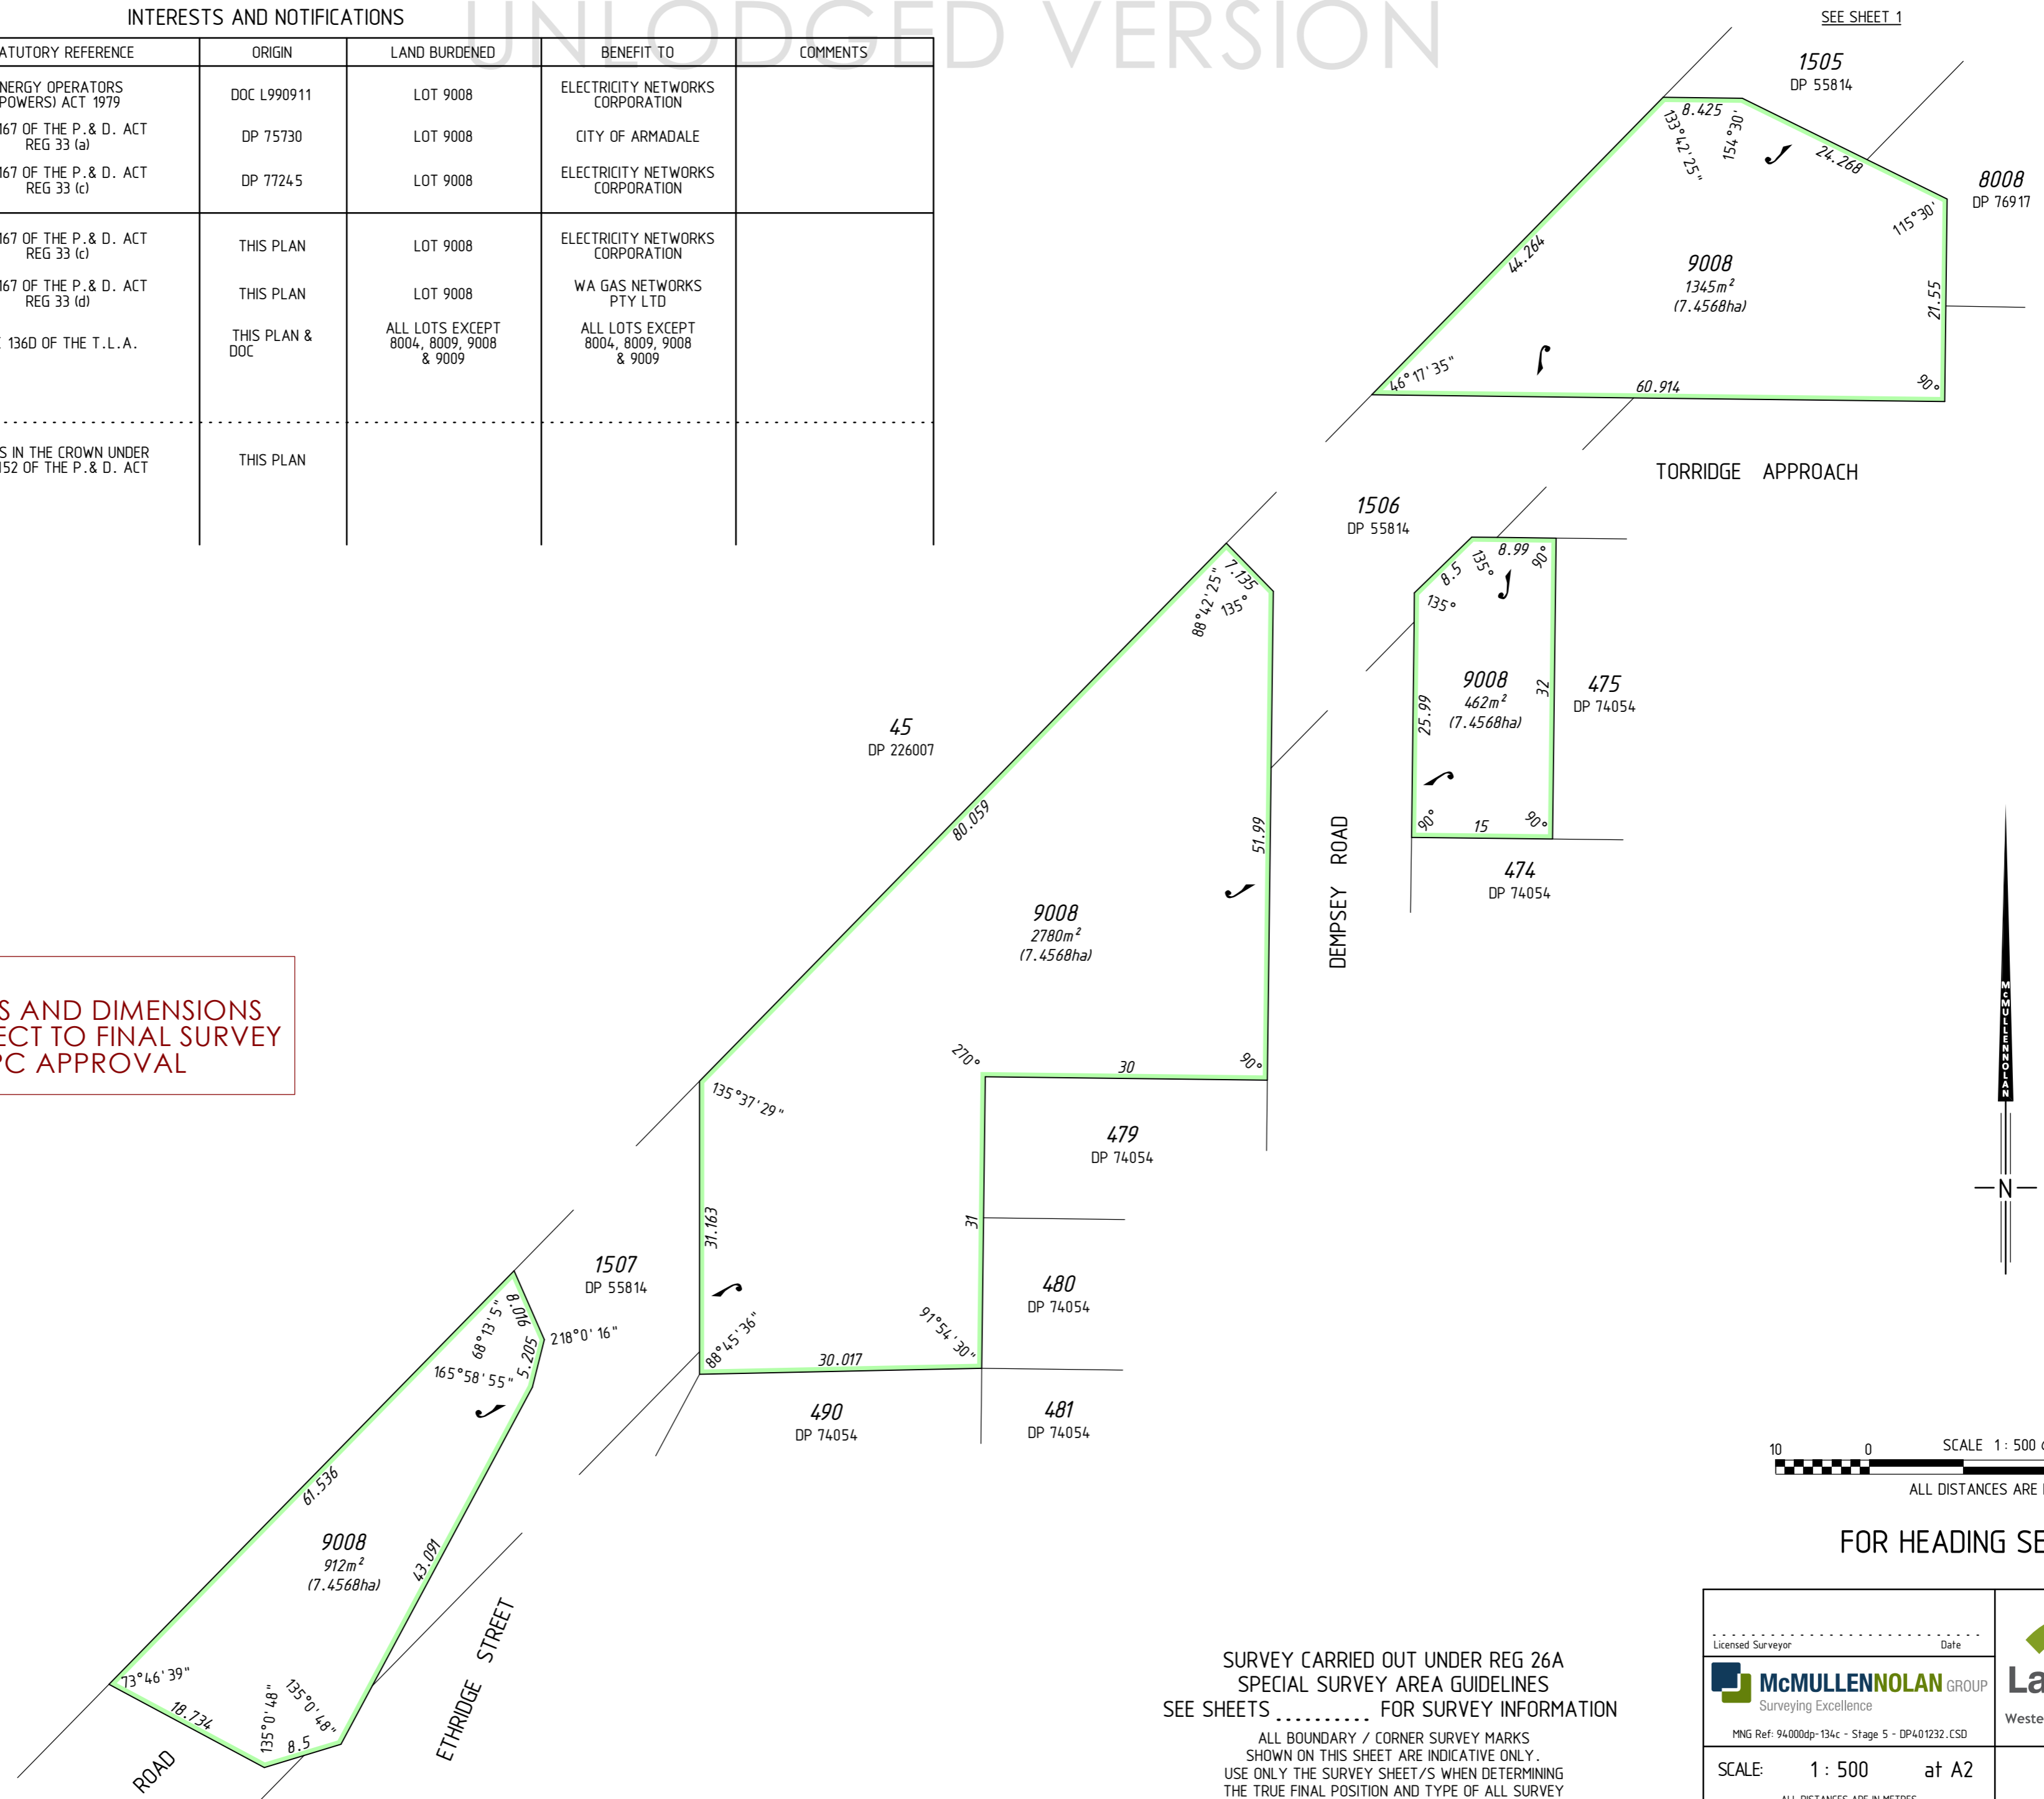 UNLODGED VERSION
INTERESTS AND NOTIFICATIONS
ATUTORY REFERENCE ORIGIN LAND BURDENED BENEFIT TO COMMENTS
NERGY OPERATORS
POWERS) ACT 1979 DOC L990911 LOT 9008 ELECTRICITY NETWORKS
CORPORATION
167 OF THE P.& D. ACT
REG 33 (a) DP 75730 LOT 9008 CITY OF ARMADALE
167 OF THE P.& D. ACT
REG 33 (c) DP 77245 LOT 9008 ELECTRICITY NETWORKS
CORPORATION
167 OF THE P.& D. ACT
REG 33 (c) THIS PLAN LOT 9008 ELECTRICITY NETWORKS
CORPORATION
167 OF THE P.& D. ACT
REG 33 (d) THIS PLAN LOT 9008 WA GAS NETWORKS
PTY LTD
136D OF THE T.L.A. THIS PLAN &
DOC
ALL LOTS EXCEPT
8004, 8009, 9008
& 9009
ALL LOTS EXCEPT
8004, 8009, 9008
& 9009
S IN THE CROWN UNDER
152 OF THE P.& D. ACT THIS PLAN
SEE SHEET 1
1505
DP 55814
8.425
133°42'25"
154°30'
24.268
8008
DP 76917
115°30'
44.264
9008
1345m²
(7.4568ha)
21.55
46°17'35"
60.914
90°
TORRIDGE APPROACH
1506
DP 55814
8.99
90°
135°
8.5
135°
7.135
88°42'25"
135°
9008
462m²
(7.4568ha)
32
25.99
475
DP 74054
90°
15
90°
474
DP 74054
45
DP 226007
80.059
51.99
DEMPSEY ROAD
9008
2780m²
(7.4568ha)
270°
30
90°
135°37'29"
479
DP 74054
31.163
31
480
DP 74054
88°45'36"
91°54'30"
30.017
490
DP 74054
481
DP 74054
1507
DP 55814
8.016
68°13'5"
218°0'16"
5.205
165°58'55"
61.536
43.091
9008
912m²
(7.4568ha)
73°46'39"
18.734
135°0'48"
135°0'48"
8.5
ROAD
ETHRIDGE STREET
S AND DIMENSIONS
ECT TO FINAL SURVEY
PC APPROVAL
McMULLENNOLAN
N
10 0 SCALE 1 : 500
ALL DISTANCES ARE
FOR HEADING SE
SURVEY CARRIED OUT UNDER REG 26A
SPECIAL SURVEY AREA GUIDELINES
SEE SHEETS .......... FOR SURVEY INFORMATION
ALL BOUNDARY / CORNER SURVEY MARKS
SHOWN ON THIS SHEET ARE INDICATIVE ONLY.
USE ONLY THE SURVEY SHEET/S WHEN DETERMINING
THE TRUE FINAL POSITION AND TYPE OF ALL SURVEY
Licensed Surveyor Date
McMULLENNOLAN GROUP
Surveying Excellence
MNG Ref: 94000dp-134c - Stage 5 - DP401232.CSD
La
Weste
SCALE: 1 : 500 at A2
ALL DISTANCES ARE IN METRES